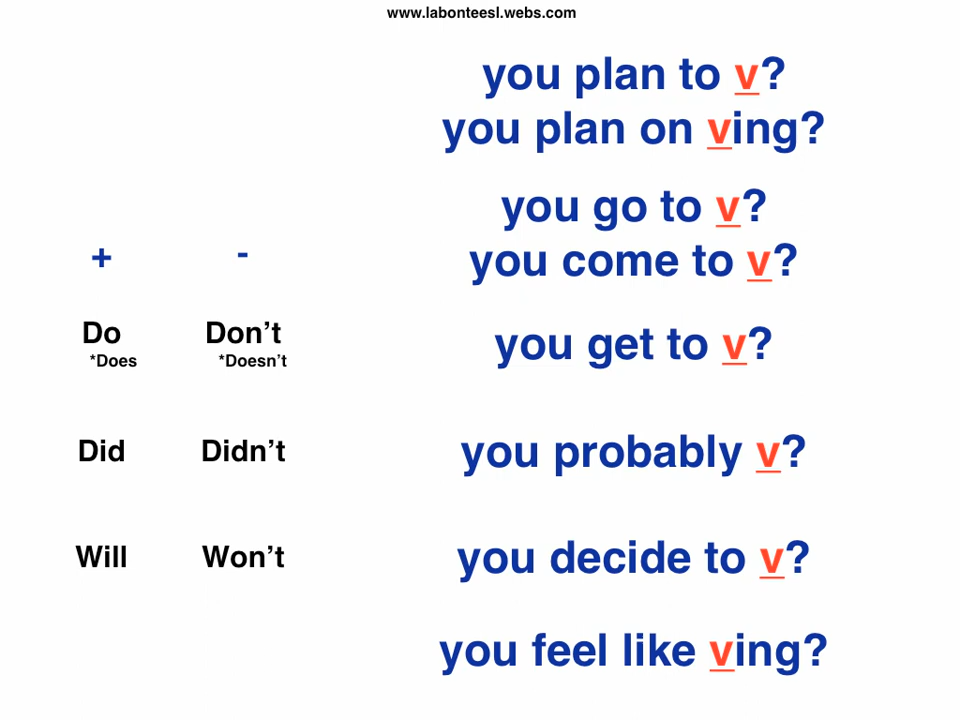 www.labonteesl.webs.com
you plan to v?
you plan on ving?
you go to v?
+ -
you come to v?
Do Don’t
you get to v?
*Does *Doesn’t
Did Didn’t
you probably v?
Will Won’t
you decide to v?
you feel like ving?